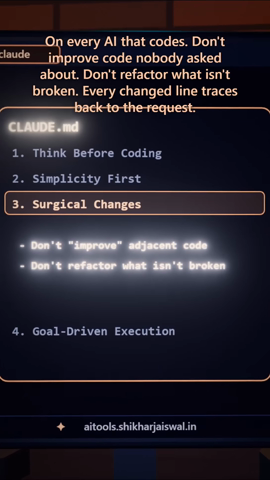 claude
On every AI that codes. Don't
improve code nobody asked
about. Don't refactor what isn't
broken. Every changed line traces
back to the request.
CLAUDE.md
1. Think Before Coding
2. Simplicity First
3. Surgical Changes
- Don't "improve" adjacent code
- Don't refactor what isn't broken
4. Goal-Driven Execution
aitools.shikharjaiswal.in